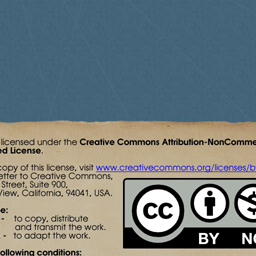 licensed under the Creative Commons Attribution-NonComme
ed License.
copy of this license, visit www.creativecommons.org/licenses/b
etter to Creative Commons,
Street, Suite 900,
View, California, 94041, USA.
e:
- to copy, distribute
and transmit the work.
- to adapt the work.
ollowing conditions:
cc
$
BY N